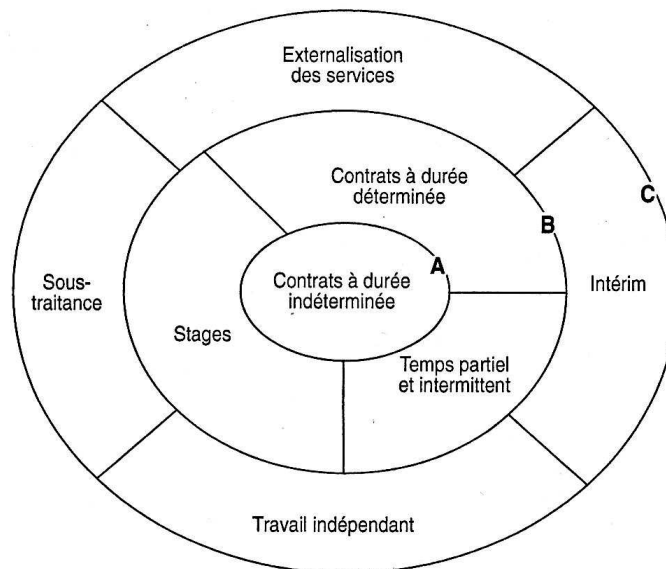 Externalisation
des services
C
Contrats à durée
déterminée
B
A
Contrats à durée
indéterminée
Sous-
traitance
Intérim
Stages
Temps partiel
et intermittent
Travail indépendant